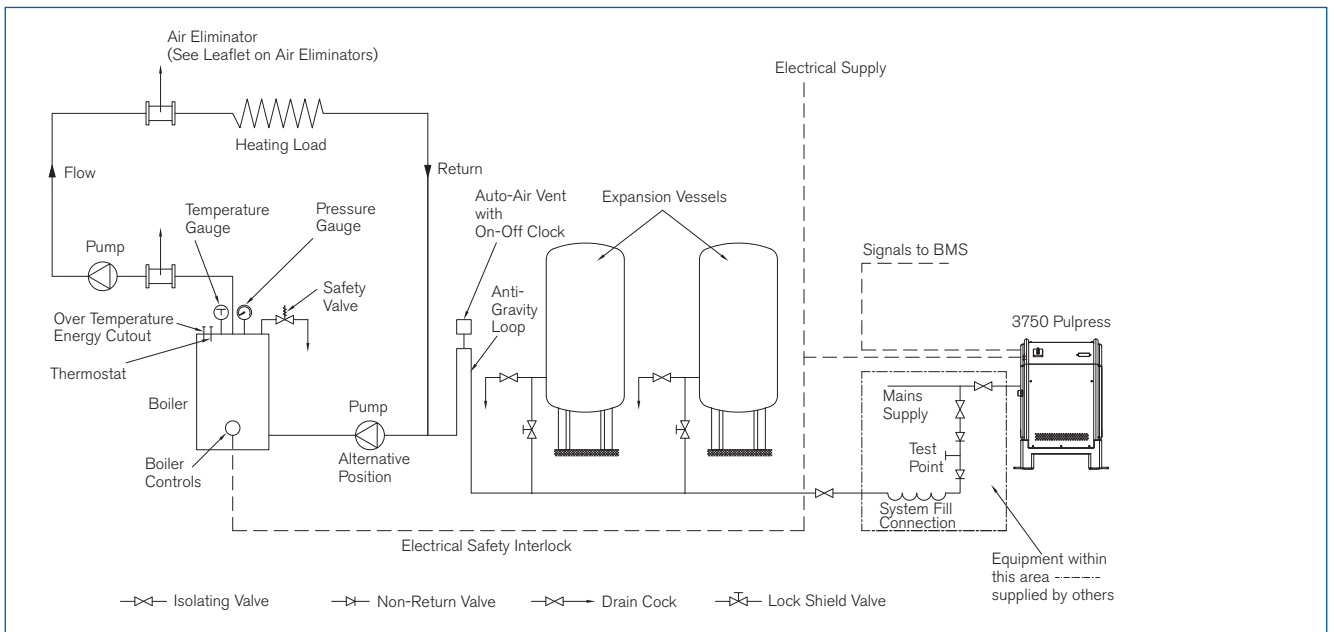 Air Eliminator
(See Leaflet on Air Eliminators)
Electrical Supply
Heating Load
Flow
Return
Temperature
Gauge
Pressure
Gauge
Auto-Air Vent
with
On-Off Clock
Expansion Vessels
Pump
Signals to BMS
Safety
Valve
Anti-
Gravity
Loop
Over Temperature
Energy Cutout
3750 Pulpress
T
Thermostat
Boiler
Pump
Mains
Supply
Test
Point
Boiler
Controls
Alternative
Position
System Fill
Connection
Electrical Safety Interlock
Equipment within
this area
supplied by others
Isolating Valve
Non-Return Valve
Drain Cock
Lock Shield Valve